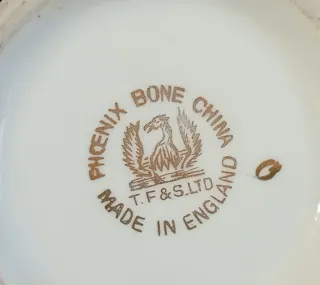 PHŒNIX BONE CHINA
T.F & S. LTD
MADE IN ENGLAND